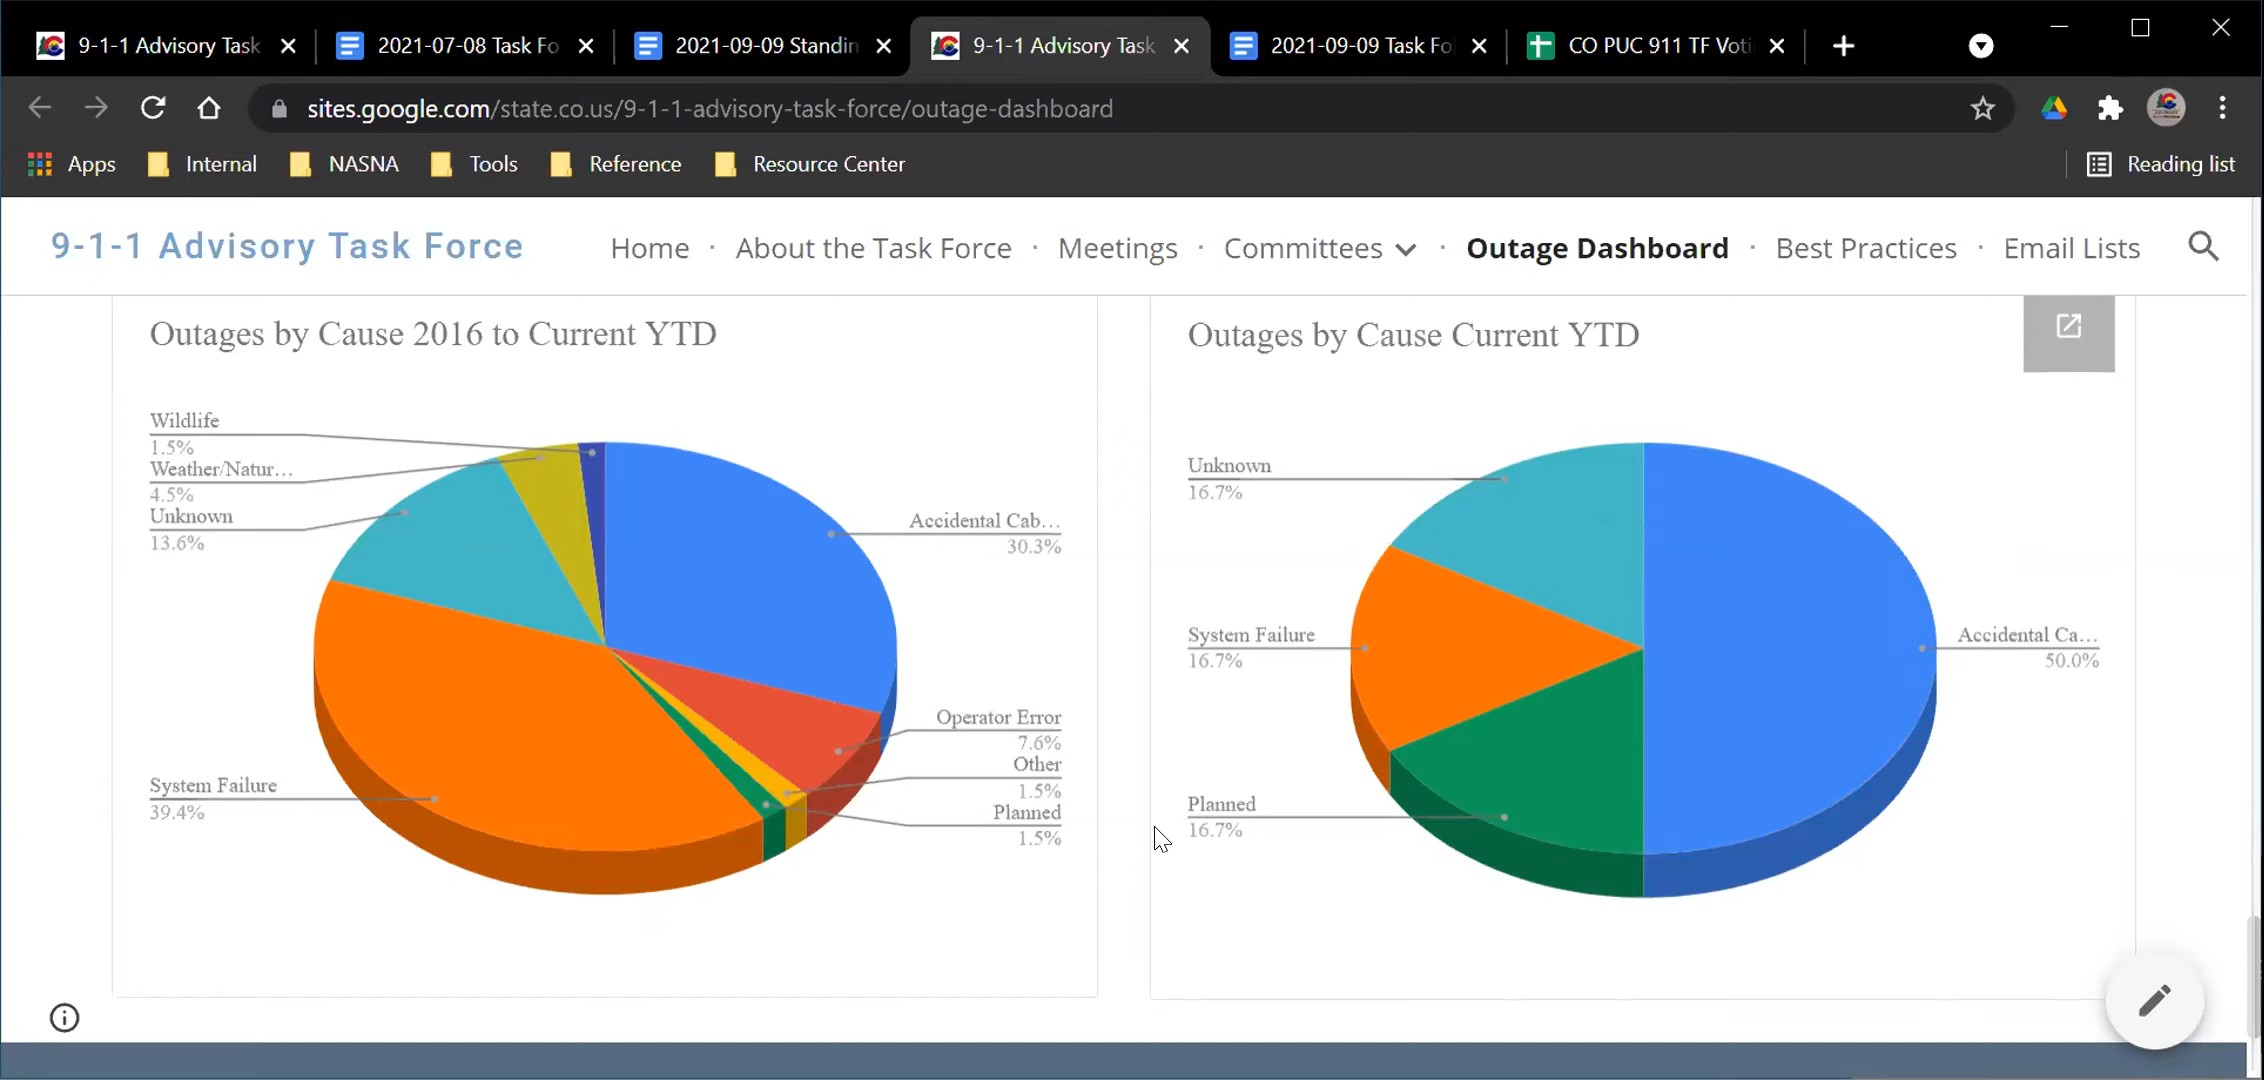 9-1-1 Advisory Task
2021-07-08 Task Fo
2021-09-09 Standin
9-1-1 Advisory Task
2021-09-09 Task Fo
CO PUC 911 TF Voti
sites.google.com/state.co.us/9-1-1-advisory-task-force/outage-dashboard
Apps
Internal
NASNA
Tools
Reference
Resource Center
Reading list
9-1-1 Advisory Task Force
Home · About the Task Force · Meetings · Committees · Outage Dashboard · Best Practices · Email Lists
Outages by Cause 2016 to Current YTD
Wildlife
1.5%
Weather/Natur...
4.5%
Unknown
13.6%
System Failure
39.4%
Accidental Cab...
30.3%
Operator Error
7.6%
Other
1.5%
Planned
1.5%
Outages by Cause Current YTD
Unknown
16.7%
System Failure
16.7%
Planned
16.7%
Accidental Ca...
50.0%